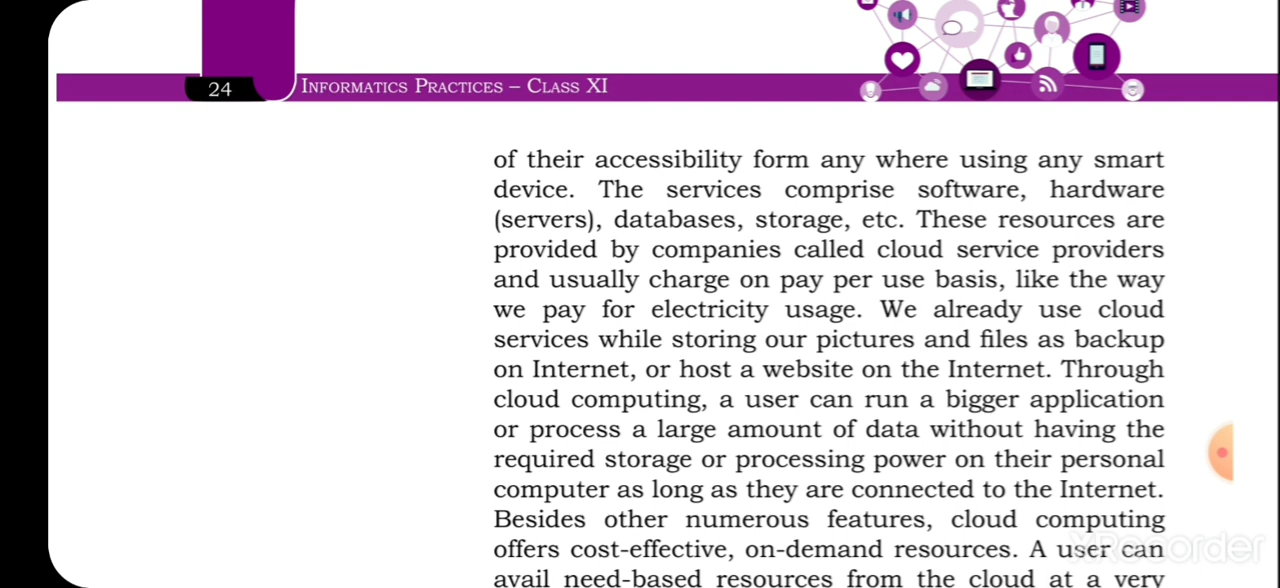 24
INFORMATICS PRACTICES – CLASS XI
of their accessibility form any where using any smart
device. The services comprise software, hardware
(servers), databases, storage, etc. These resources are
provided by companies called cloud service providers
and usually charge on pay per use basis, like the way
we pay for electricity usage. We already use cloud
services while storing our pictures and files as backup
on Internet, or host a website on the Internet. Through
cloud computing, a user can run a bigger application
or process a large amount of data without having the
required storage or processing power on their personal
computer as long as they are connected to the Internet.
Besides other numerous features, cloud computing
offers cost-effective, on-demand resources. A user can
avail need-based resources from the cloud at a very
XRecorder